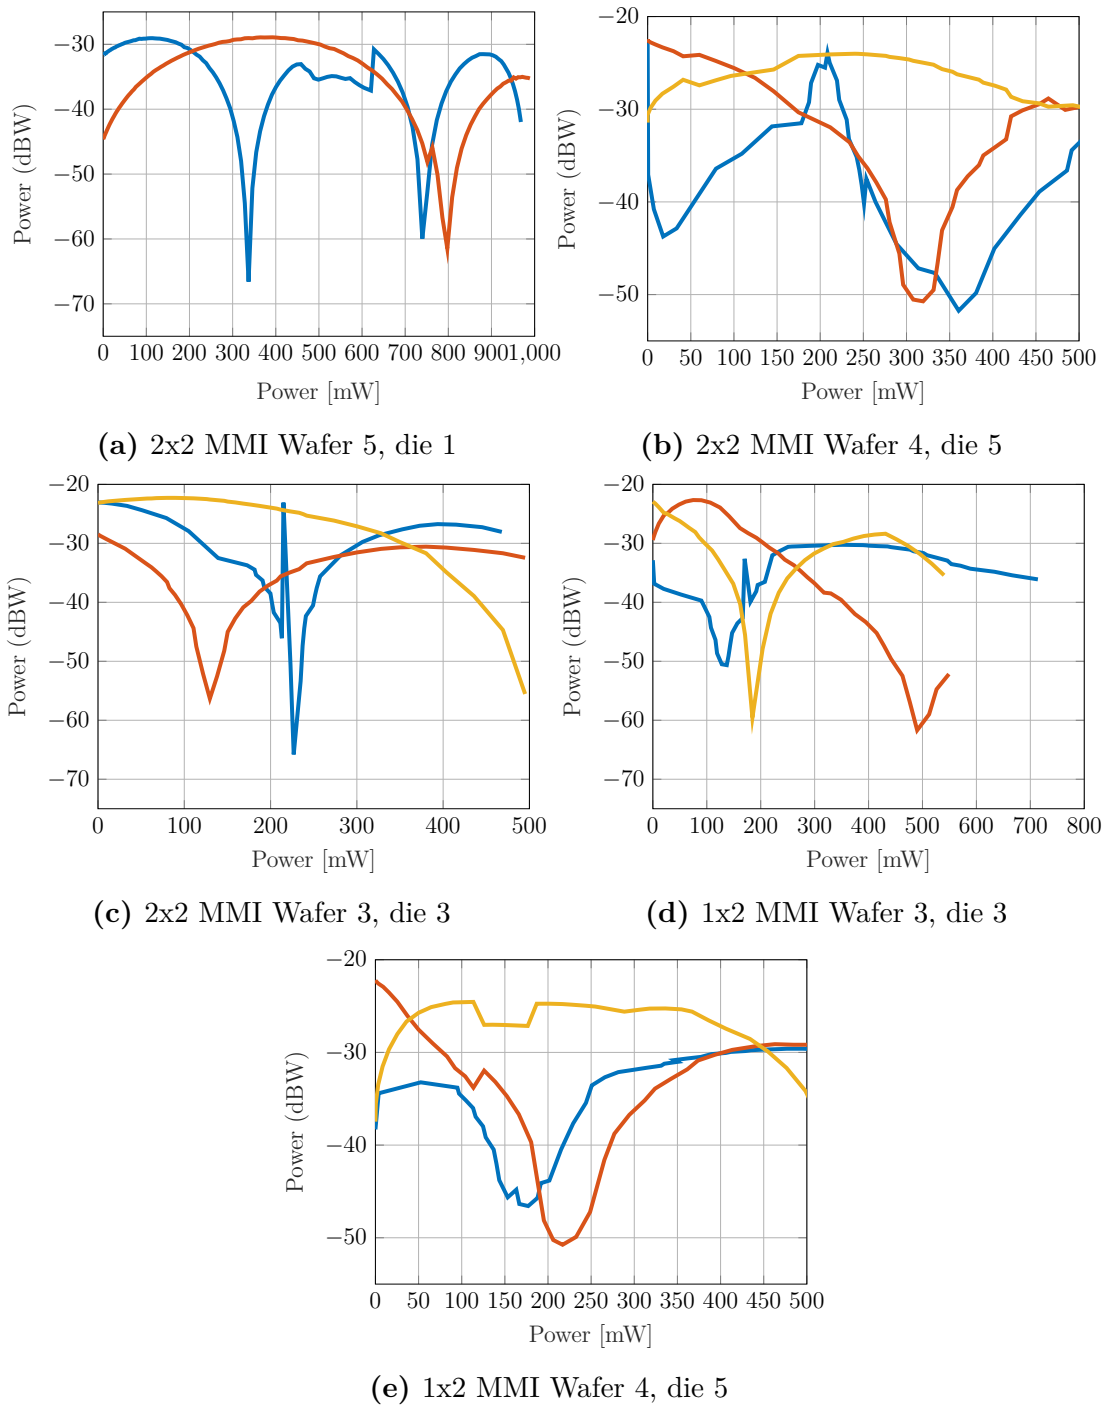 −30
−40
−50
−60
−70
Power (dBW)
0 100 200 300 400 500 600 700 800 9001,000
Power [mW]
(a) 2x2 MMI Wafer 5, die 1
−20
−30
−40
−50
Power (dBW)
0 50 100 150 200 250 300 350 400 450 500
Power [mW]
(b) 2x2 MMI Wafer 4, die 5
−20
−30
−40
−50
−60
−70
Power (dBW)
0 100 200 300 400 500
Power [mW]
(c) 2x2 MMI Wafer 3, die 3
−20
−30
−40
−50
−60
−70
Power (dBW)
0 100 200 300 400 500 600 700 800
Power [mW]
(d) 1x2 MMI Wafer 3, die 3
−20
−30
−40
−50
Power (dBW)
0 50 100 150 200 250 300 350 400 450 500
Power [mW]
(e) 1x2 MMI Wafer 4, die 5